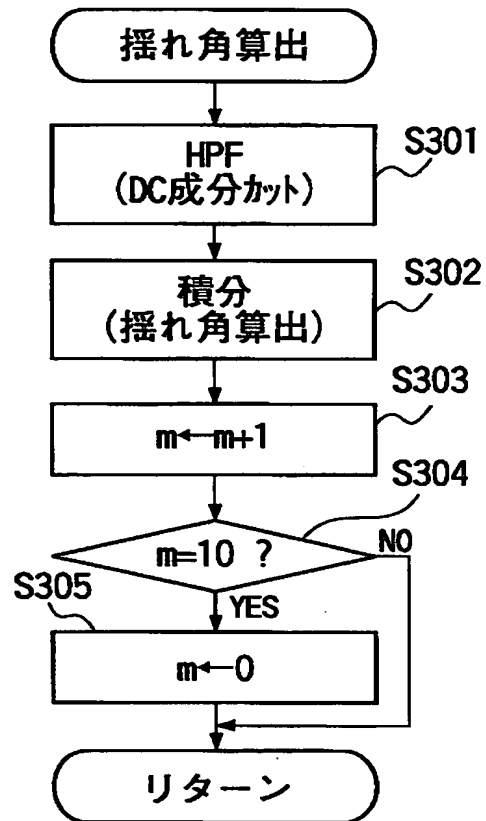 揺れ角算出
S301
HPF
(DC成分カット)
S302
積分
(揺れ角算出)
S303
m←m+1
S304
m=10 ?
NO
S305
YES
m←0
リターン